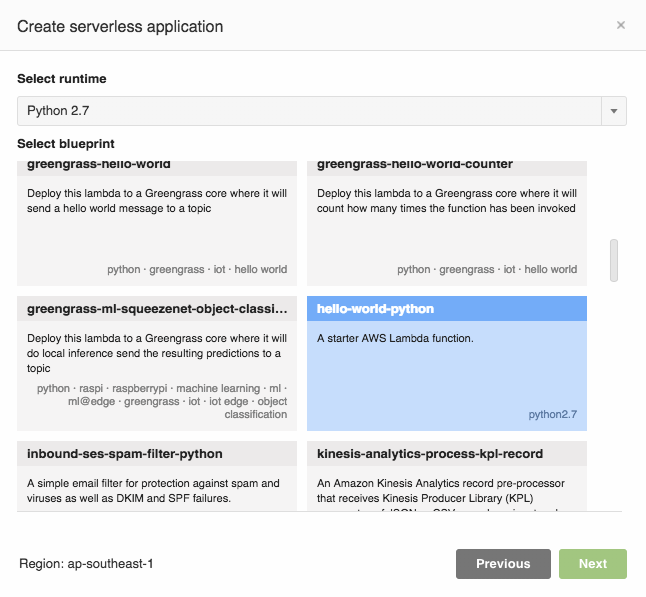 Create serverless application
×
Select runtime
Python 2.7
Select blueprint
greengrass-hello-world
Deploy this lambda to a Greengrass core where it will
send a hello world message to a topic
python · greengrass · iot · hello world
greengrass-hello-world-counter
Deploy this lambda to a Greengrass core where it will
count how many times the function has been invoked
python · greengrass · iot · hello world
greengrass-ml-squeezenet-object-classi...
Deploy this lambda to a Greengrass core where it will
do local inference send the resulting predictions to a
topic
python · raspi · raspberrypi · machine learning · ml ·
ml@edge · greengrass · iot · iot edge · object
classification
hello-world-python
A starter AWS Lambda function.
python2.7
inbound-ses-spam-filter-python
A simple email filter for protection against spam and
viruses as well as DKIM and SPF failures.
kinesis-analytics-process-kpl-record
An Amazon Kinesis Analytics record pre-processor
that receives Kinesis Producer Library (KPL)
Region: ap-southeast-1
Previous
Next